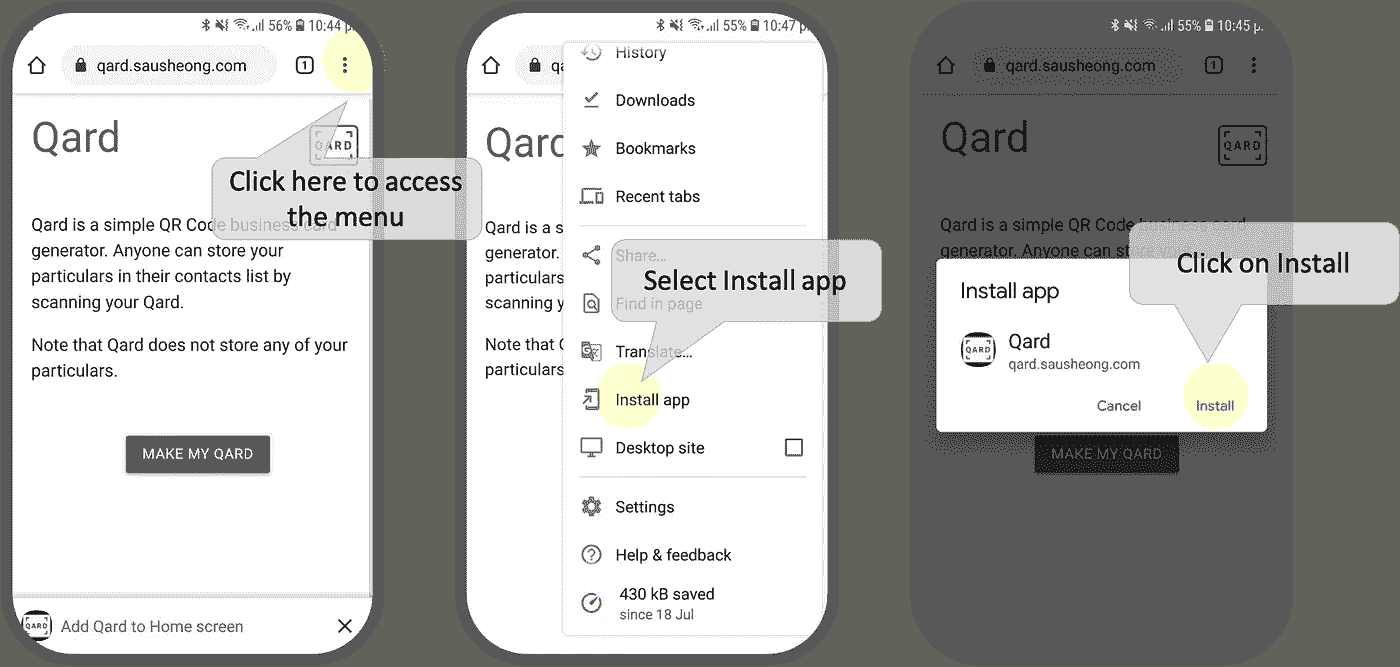 56% 10:44 p
qard.sausheong.com
1
Qard
QARD
Click here to access
the menu
Qard is a simple QR Code business card
generator. Anyone can store your
particulars in their contacts list by
scanning your Qard.
Note that Qard does not store any of your
particulars.
MAKE MY QARD
QARD
Add Qard to Home screen
55% 10:47 p
qa
Qard
Qard is a s
generator.
particulars
scanning y
Note that
particulars
History
Downloads
Bookmarks
Recent tabs
Share...
Select Install app
Find in page
Translate...
Install app
Desktop site
Settings
Help & feedback
430 kB saved
since 18 Jul
55% 10:45 p.
qard.sausheong.com
1
Qard
QARD
Qard is a simple QR Code business card
generator. Anyone can store your
Click on Install
Install app
QARD
Qard
qard.sausheong.com
Cancel
Install
MAKE MY QARD